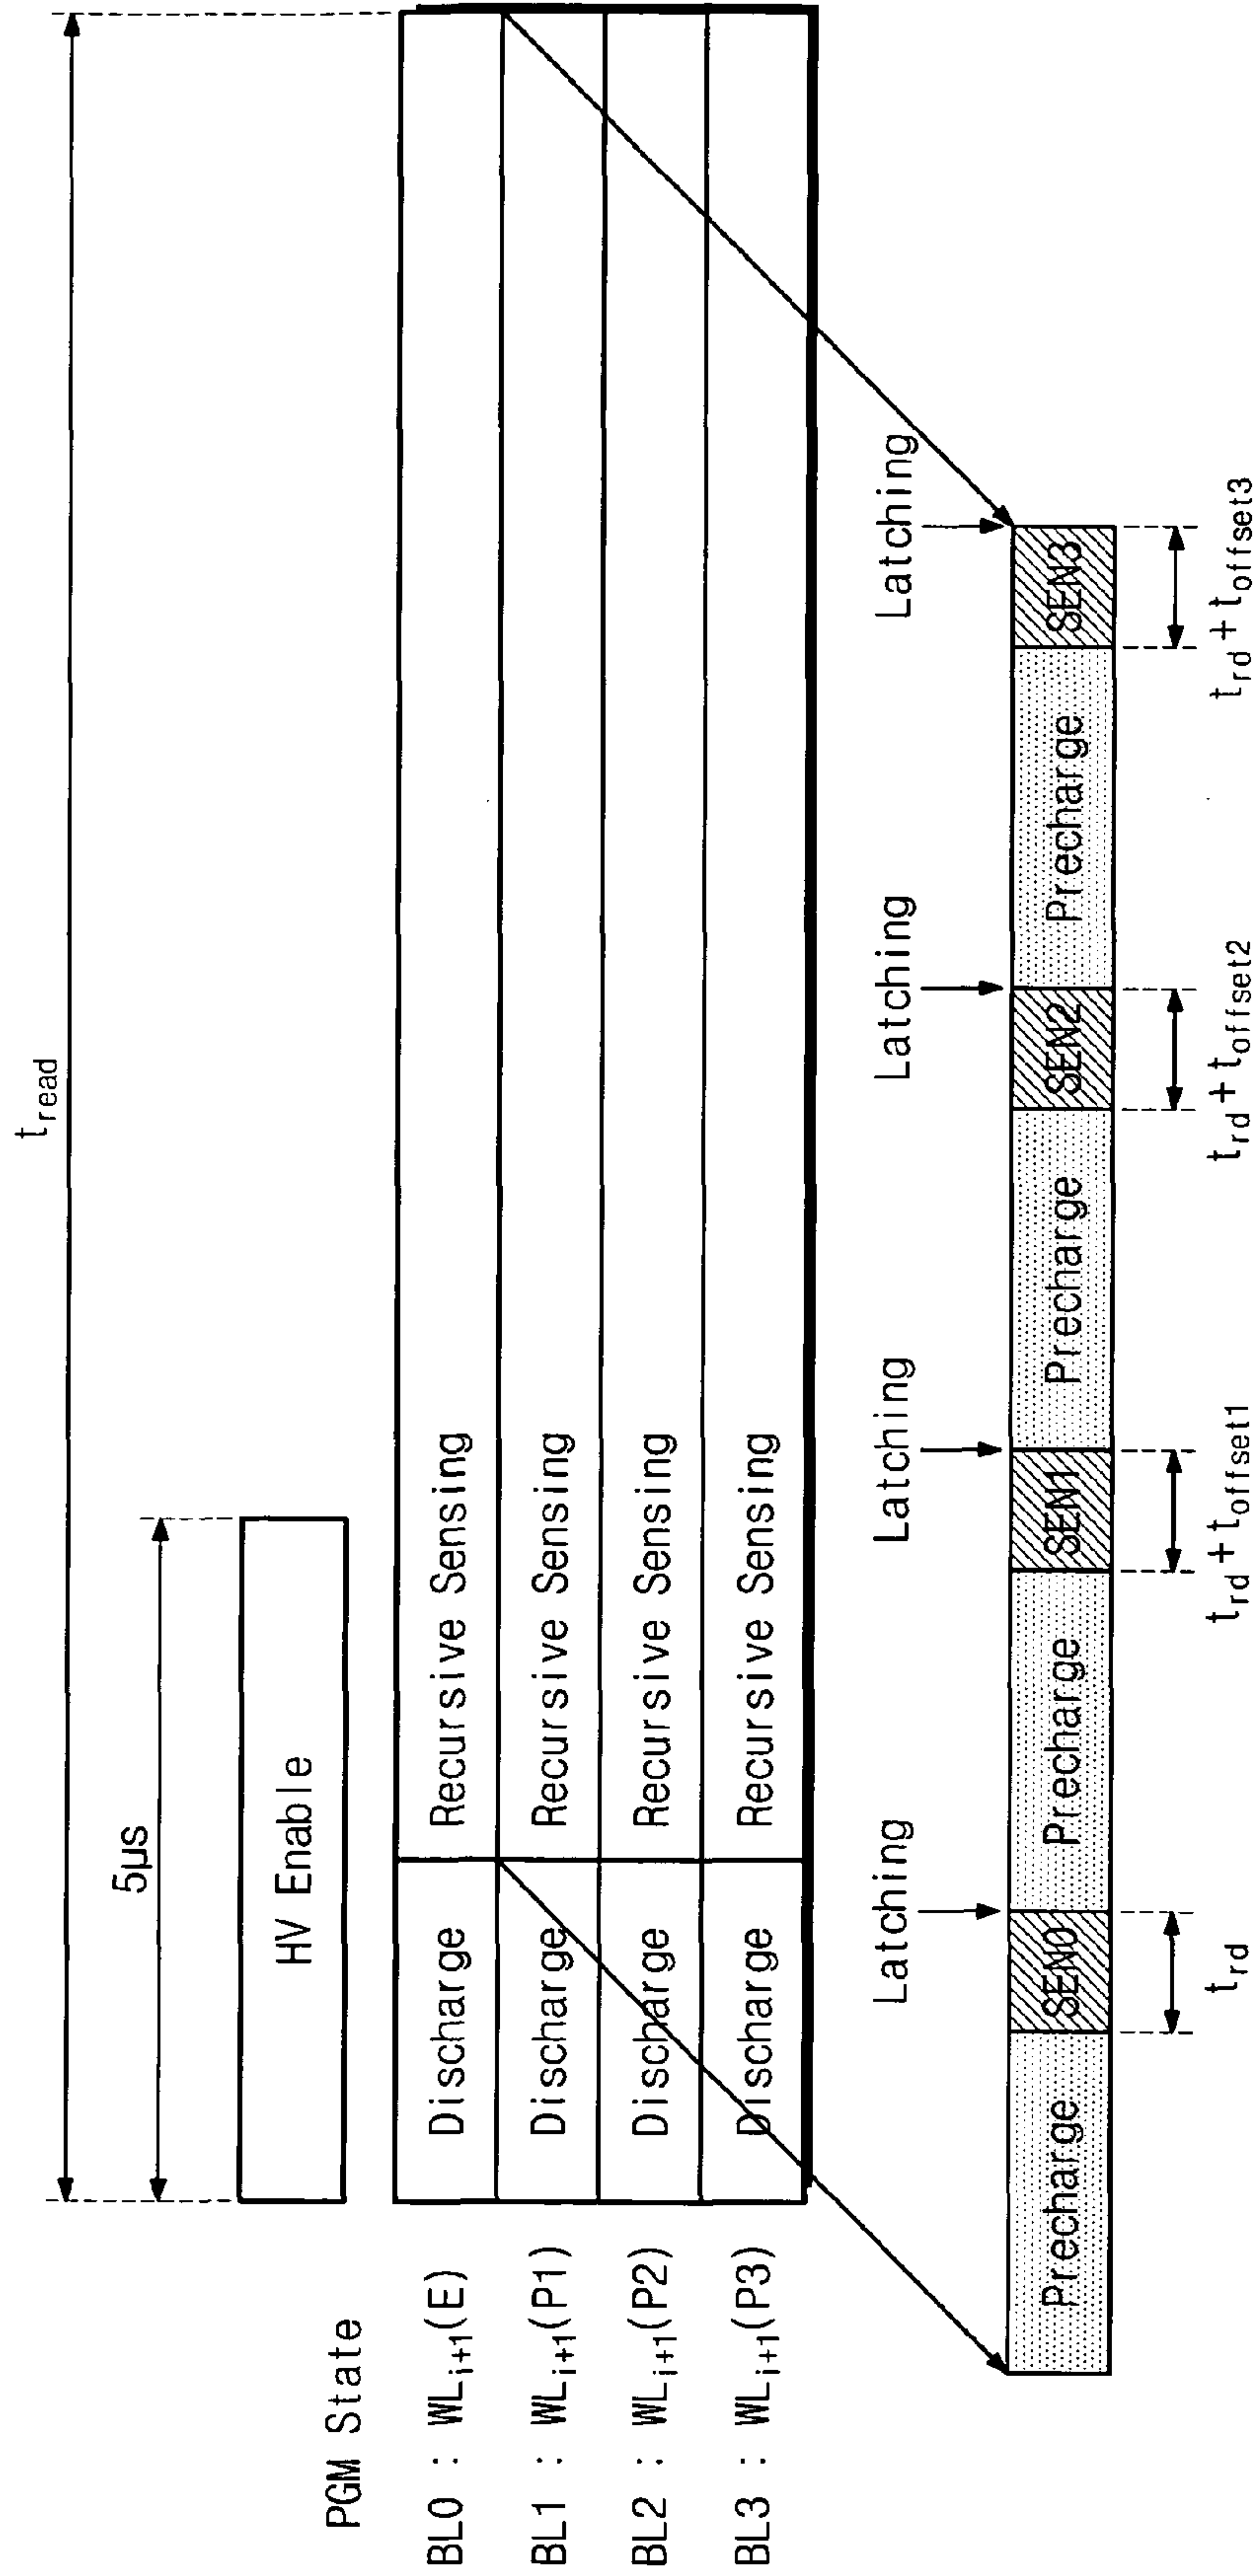 t_read
5µs
HV Enable
PGM State
BL0 : WL_i+1(E) Discharge Recursive Sensing
BL1 : WL_i+1(P1) Discharge Recursive Sensing
BL2 : WL_i+1(P2) Discharge Recursive Sensing
BL3 : WL_i+1(P3) Discharge Recursive Sensing
Latching Latching Latching Latching
Precharge SEN0 Precharge SEN1 Precharge SEN2 Precharge SEN3
t_rd t_rd + t_offset1 t_rd + t_offset2 t_rd + t_offset3